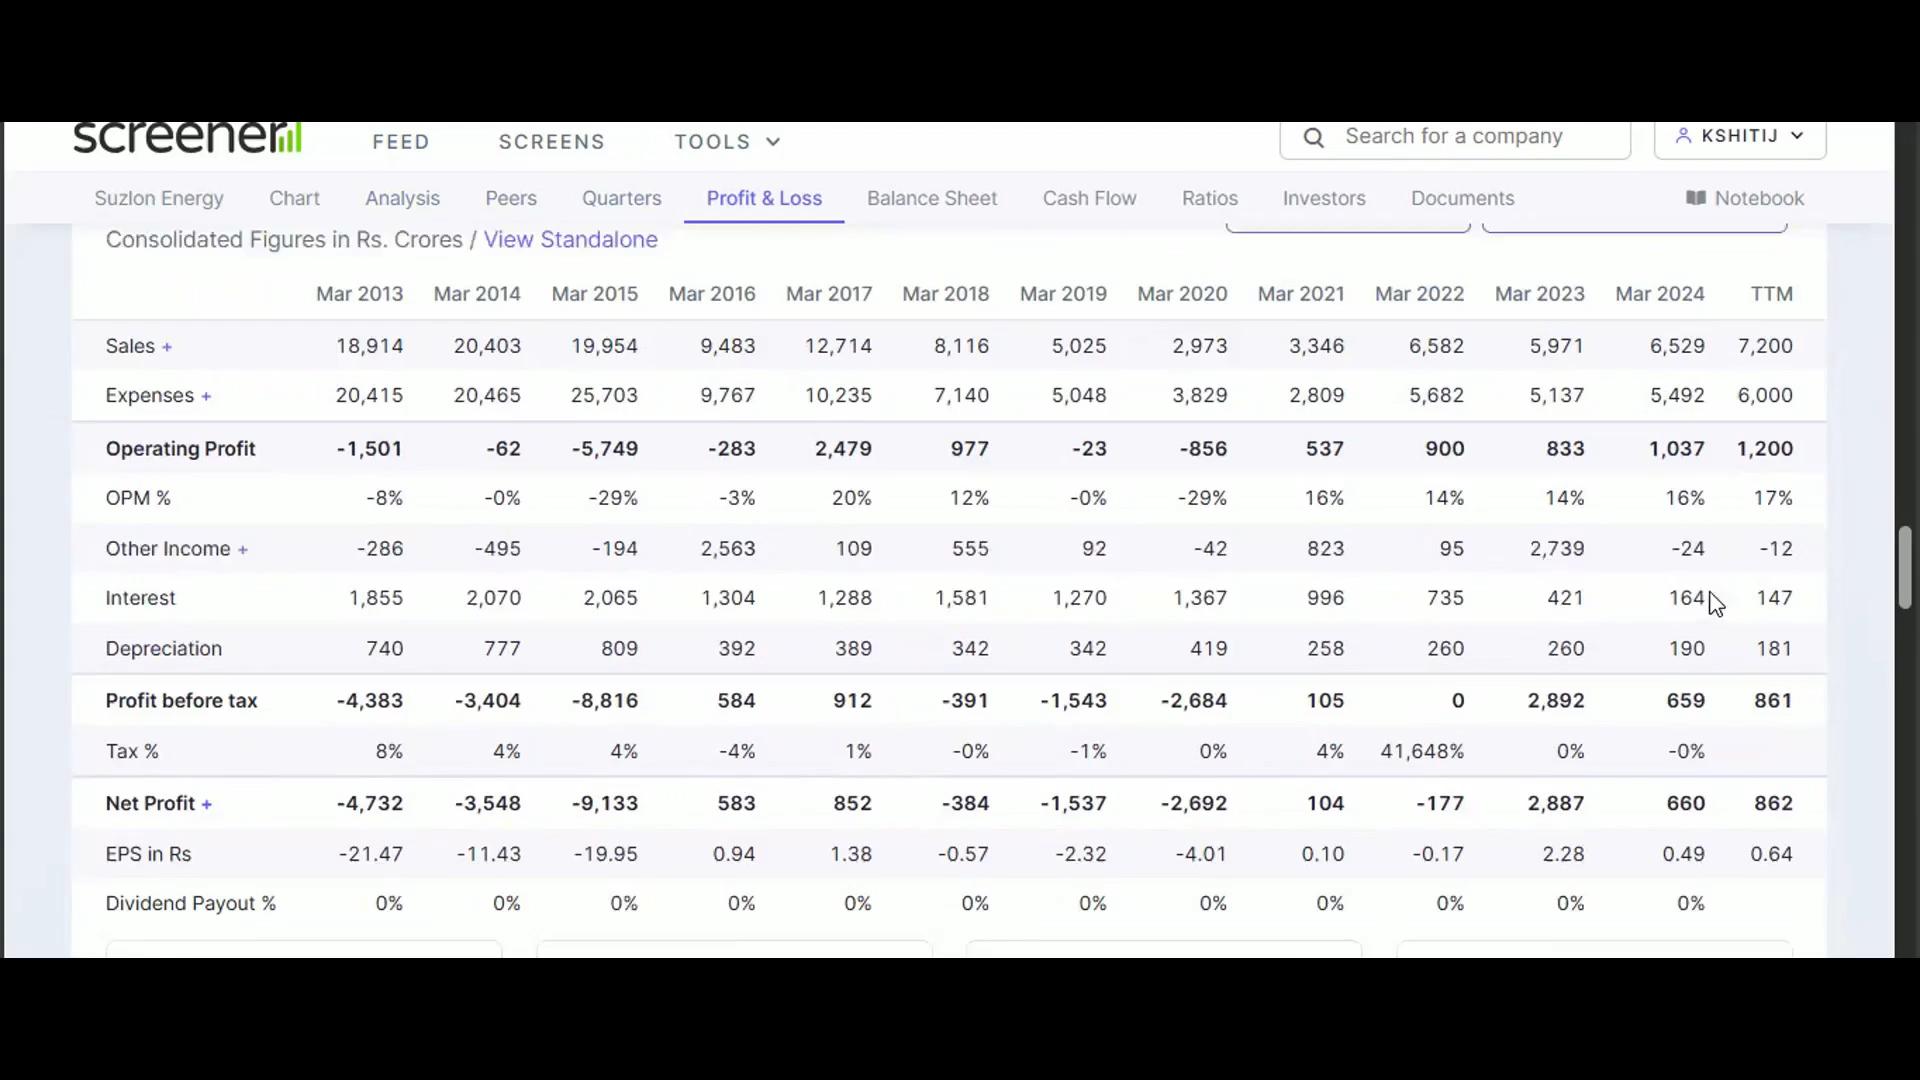 screener FEED SCREENS TOOLS Search for a company KSHITIJ
Suzlon Energy Chart Analysis Peers Quarters Profit & Loss Balance Sheet Cash Flow Ratios Investors Documents Notebook
Consolidated Figures in Rs. Crores / View Standalone
Mar 2013 Mar 2014 Mar 2015 Mar 2016 Mar 2017 Mar 2018 Mar 2019 Mar 2020 Mar 2021 Mar 2022 Mar 2023 Mar 2024 TTM
Sales + 18,914 20,403 19,954 9,483 12,714 8,116 5,025 2,973 3,346 6,582 5,971 6,529 7,200
Expenses + 20,415 20,465 25,703 9,767 10,235 7,140 5,048 3,829 2,809 5,682 5,137 5,492 6,000
Operating Profit -1,501 -62 -5,749 -283 2,479 977 -23 -856 537 900 833 1,037 1,200
OPM % -8% -0% -29% -3% 20% 12% -0% -29% 16% 14% 14% 16% 17%
Other Income + -286 -495 -194 2,563 109 555 92 -42 823 95 2,739 -24 -12
Interest 1,855 2,070 2,065 1,304 1,288 1,581 1,270 1,367 996 735 421 164 147
Depreciation 740 777 809 392 389 342 342 419 258 260 260 190 181
Profit before tax -4,383 -3,404 -8,816 584 912 -391 -1,543 -2,684 105 0 2,892 659 861
Tax % 8% 4% 4% -4% 1% -0% -1% 0% 4% 41,648% 0% -0%
Net Profit + -4,732 -3,548 -9,133 583 852 -384 -1,537 -2,692 104 -177 2,887 660 862
EPS in Rs -21.47 -11.43 -19.95 0.94 1.38 -0.57 -2.32 -4.01 0.10 -0.17 2.28 0.49 0.64
Dividend Payout % 0% 0% 0% 0% 0% 0% 0% 0% 0% 0% 0% 0%